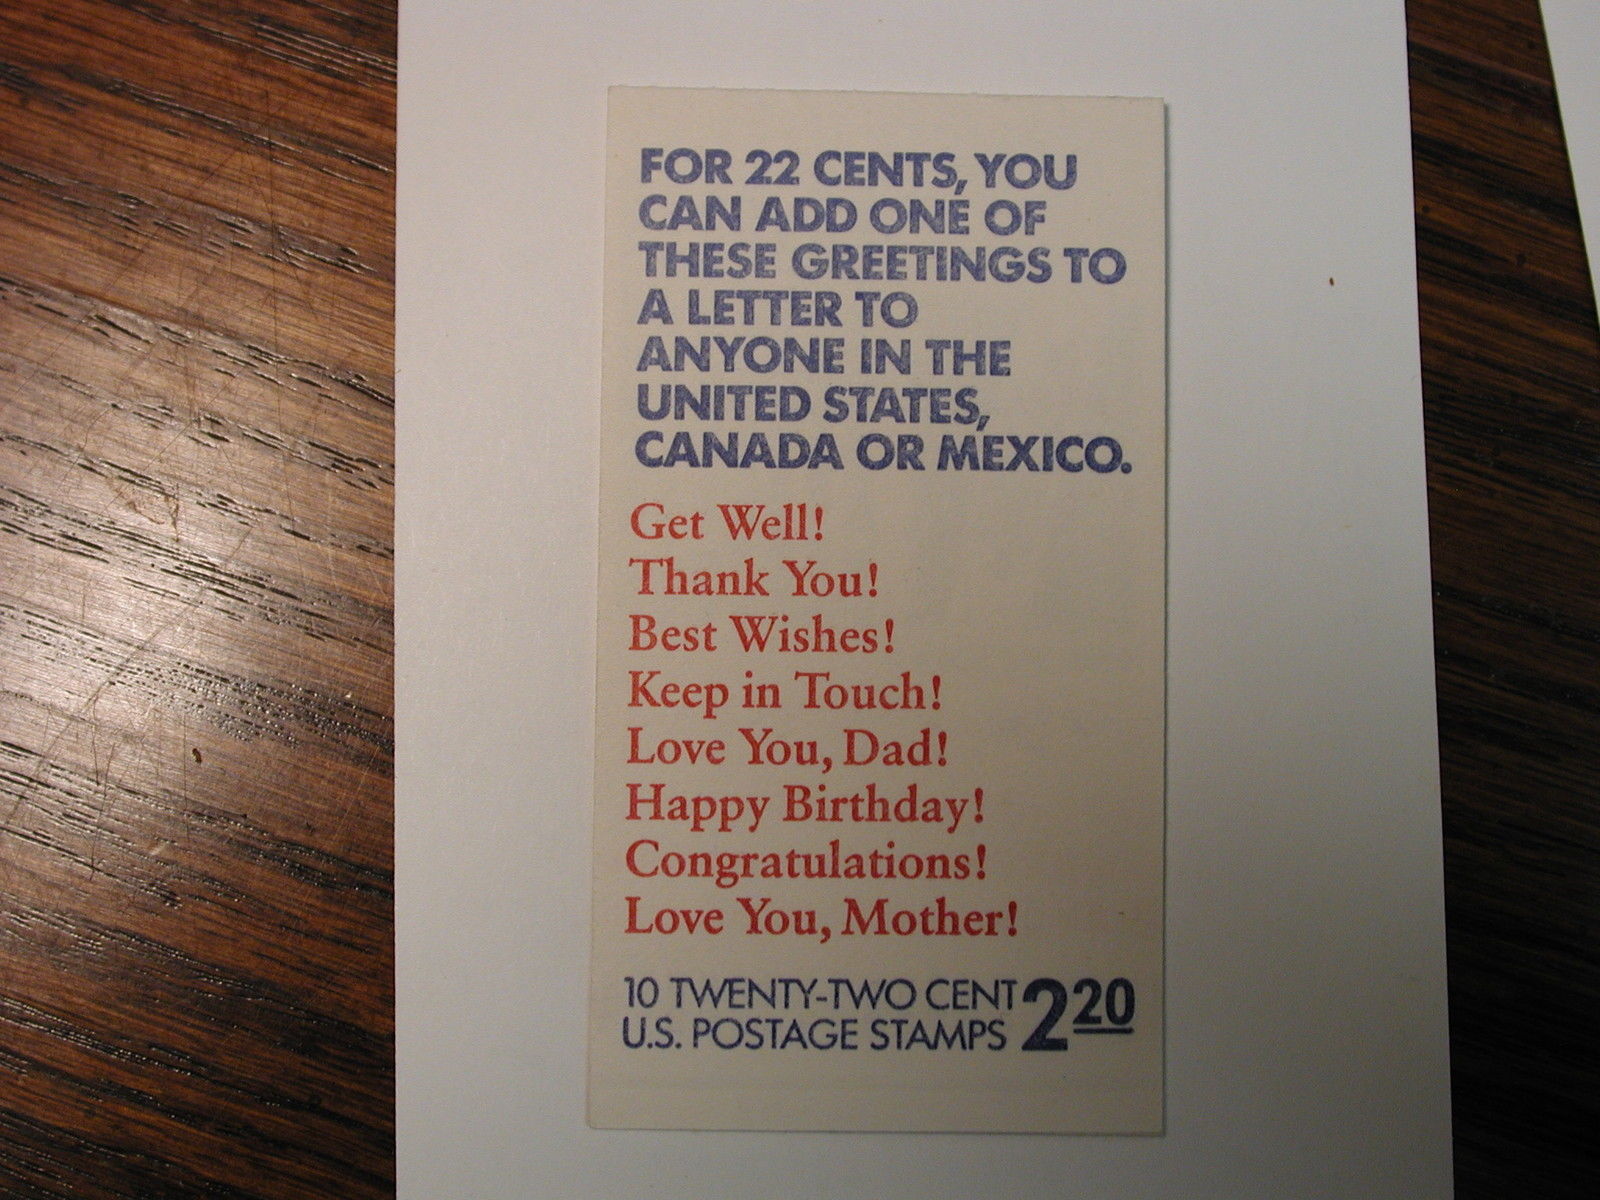 FOR 22 CENTS, YOU
CAN ADD ONE OF
THESE GREETINGS TO
A LETTER TO
ANYONE IN THE
UNITED STATES,
CANADA OR MEXICO.
Get Well!
Thank You!
Best Wishes!
Keep in Touch!
Love You, Dad!
Happy Birthday!
Congratulations!
Love You, Mother!
10 TWENTY-TWO CENT
U.S. POSTAGE STAMPS 2 20